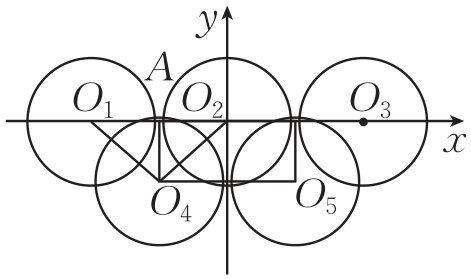 y
A
O₁ O₂ O₃
x
O₄ O₅